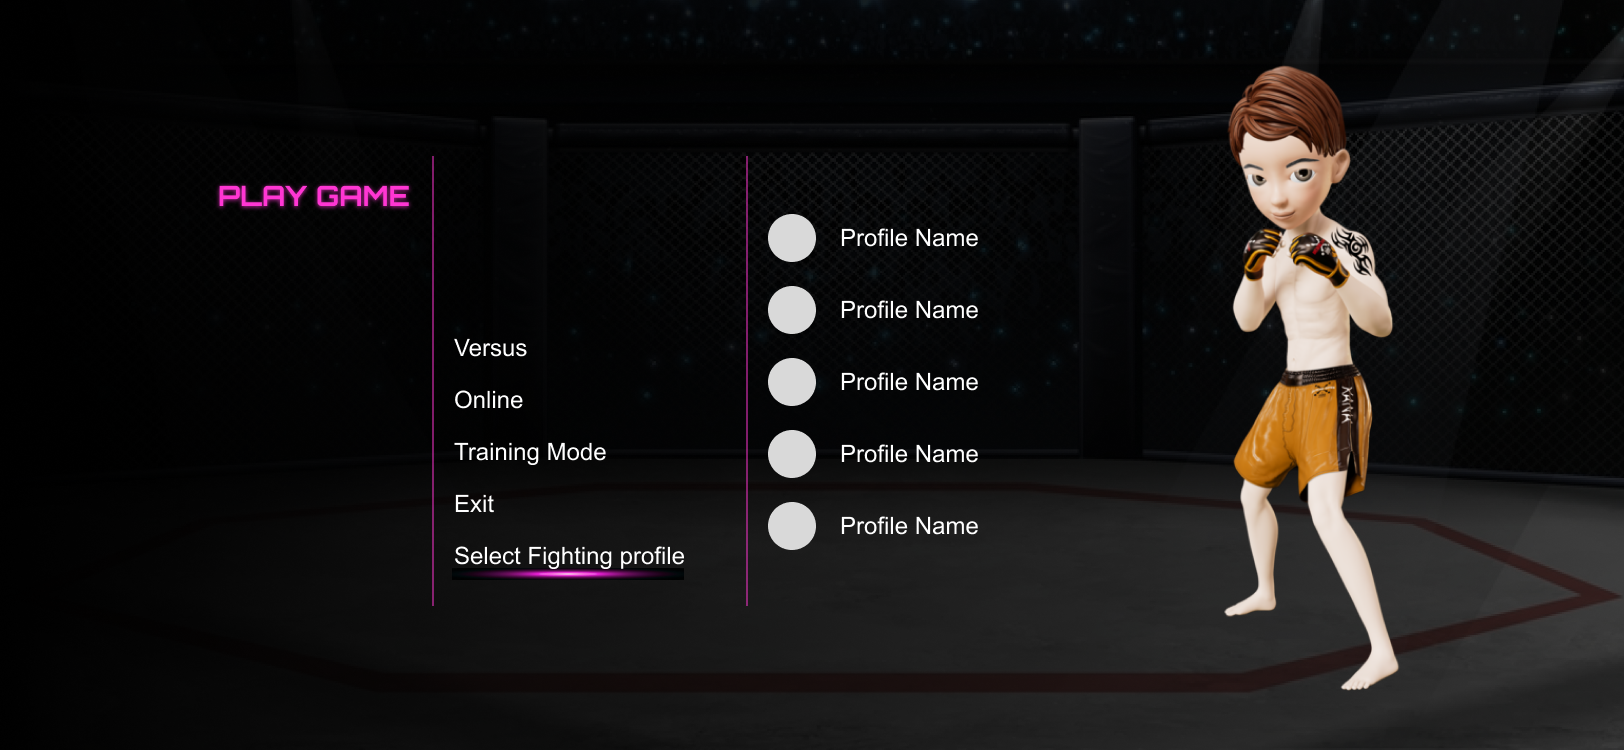 PLAY GAME
Versus
Online
Training Mode
Exit
Select Fighting profile
Profile Name
Profile Name
Profile Name
Profile Name
Profile Name